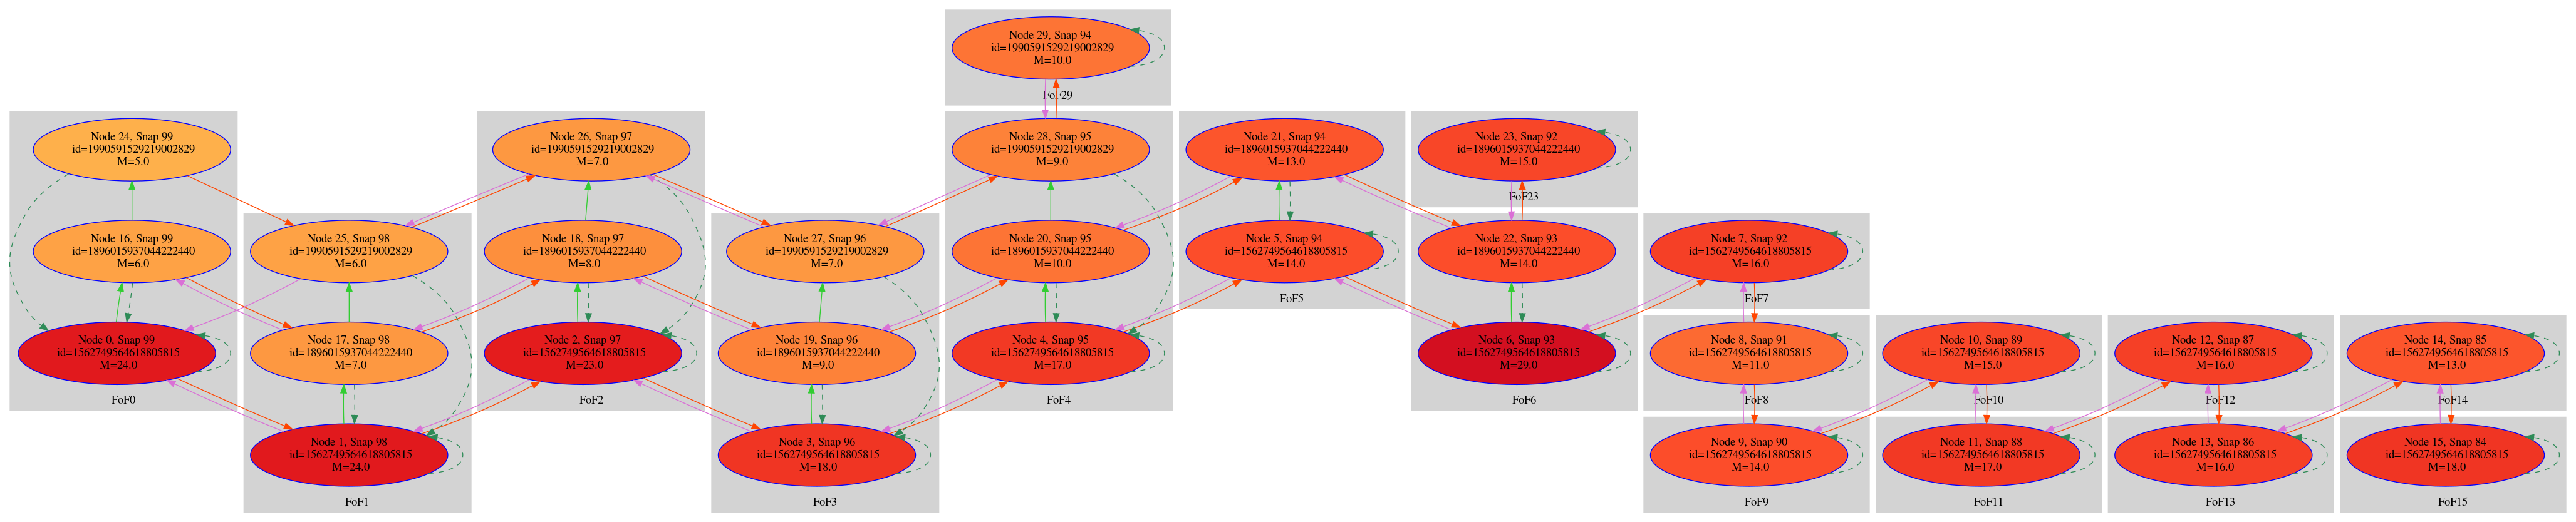 Node 29, Snap 94
id=1990591529219002829
M=10.0
FoF29
Node 24, Snap 99
id=1990591529219002829
M=5.0
Node 16, Snap 99
id=1896015937044222440
M=6.0
Node 0, Snap 99
id=1562749564618805815
M=24.0
FoF0
Node 25, Snap 98
id=1990591529219002829
M=6.0
Node 17, Snap 98
id=1896015937044222440
M=7.0
Node 1, Snap 98
id=1562749564618805815
M=24.0
FoF1
Node 26, Snap 97
id=1990591529219002829
M=7.0
Node 18, Snap 97
id=1896015937044222440
M=8.0
Node 2, Snap 97
id=1562749564618805815
M=23.0
FoF2
Node 27, Snap 96
id=1990591529219002829
M=7.0
Node 19, Snap 96
id=1896015937044222440
M=9.0
Node 3, Snap 96
id=1562749564618805815
M=18.0
FoF3
Node 28, Snap 95
id=1990591529219002829
M=9.0
Node 20, Snap 95
id=1896015937044222440
M=10.0
Node 4, Snap 95
id=1562749564618805815
M=17.0
FoF4
Node 21, Snap 94
id=1896015937044222440
M=13.0
Node 5, Snap 94
id=1562749564618805815
M=14.0
FoF5
Node 23, Snap 92
id=1896015937044222440
M=15.0
FoF23
Node 22, Snap 93
id=1896015937044222440
M=14.0
Node 6, Snap 93
id=1562749564618805815
M=29.0
FoF6
Node 7, Snap 92
id=1562749564618805815
M=16.0
FoF7
Node 8, Snap 91
id=1562749564618805815
M=11.0
FoF8
Node 9, Snap 90
id=1562749564618805815
M=14.0
FoF9
Node 10, Snap 89
id=1562749564618805815
M=15.0
FoF10
Node 11, Snap 88
id=1562749564618805815
M=17.0
FoF11
Node 12, Snap 87
id=1562749564618805815
M=16.0
FoF12
Node 13, Snap 86
id=1562749564618805815
M=16.0
FoF13
Node 14, Snap 85
id=1562749564618805815
M=13.0
FoF14
Node 15, Snap 84
id=1562749564618805815
M=18.0
FoF15